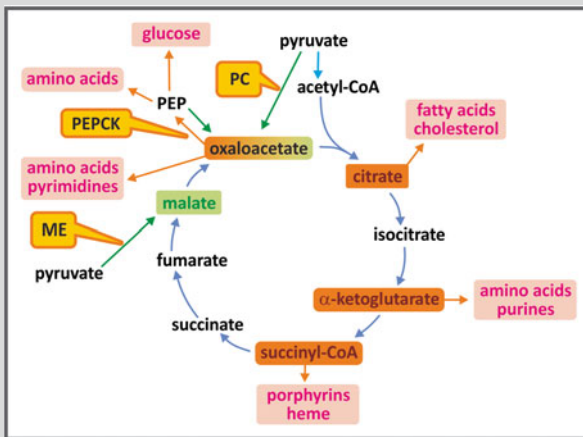 glucose
pyruvate
amino acids
PC
PEP
acetyl-CoA
PEPCK
fatty acids
cholesterol
oxaloacetate
citrate
amino acids
pyrimidines
malate
ME
isocitrate
pyruvate
fumarate
α-ketoglutarate
amino acids
purines
succinate
succinyl-CoA
porphyrins
heme